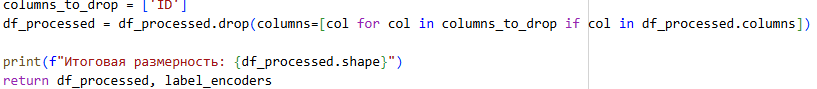 columns_to_drop = ['ID']
df_processed = df_processed.drop(columns=[col for col in columns_to_drop if col in df_processed.columns])
print(f"Итоговая размерность: {df_processed.shape}")
return df_processed, label_encoders